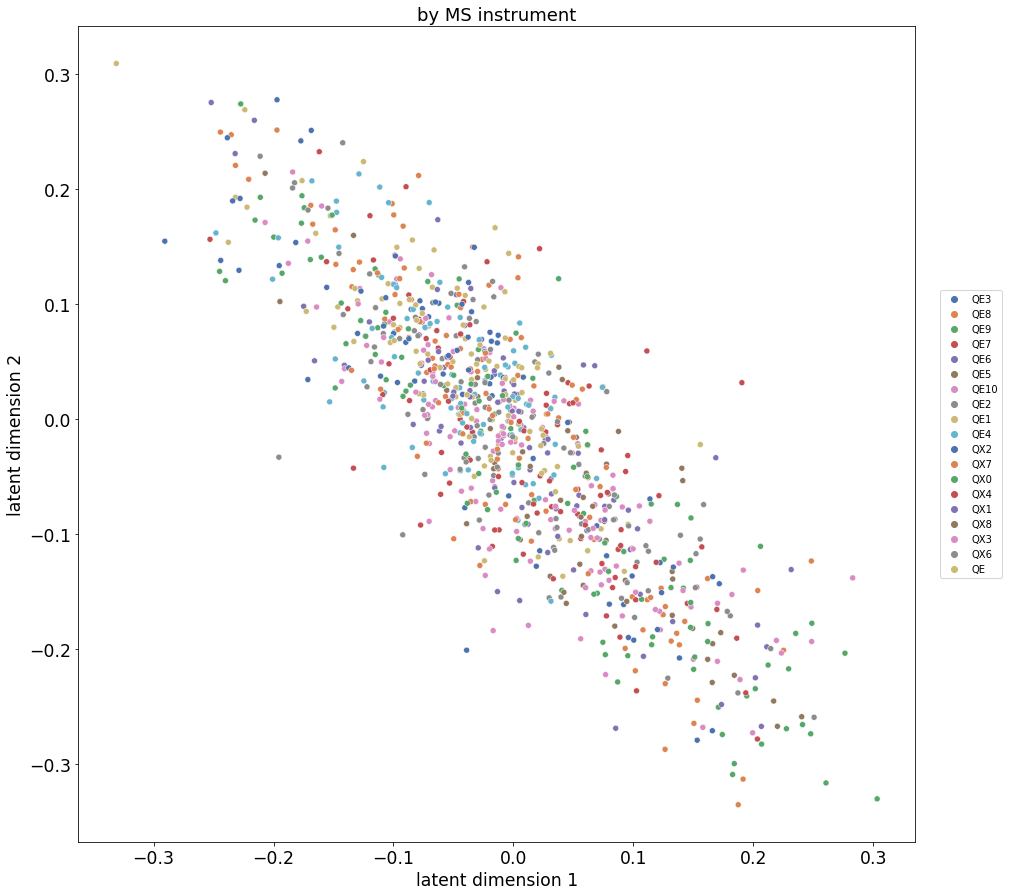 by MS instrument
latent dimension 2
0.3
0.2
0.1
0.0
−0.1
−0.2
−0.3
−0.3
−0.2
−0.1
0.0
0.1
0.2
0.3
latent dimension 1
QE3
QE8
QE9
QE7
QE6
QE5
QE10
QE2
QE1
QE4
QX2
QX7
QX0
QX4
QX1
QX8
QX3
QX6
QE